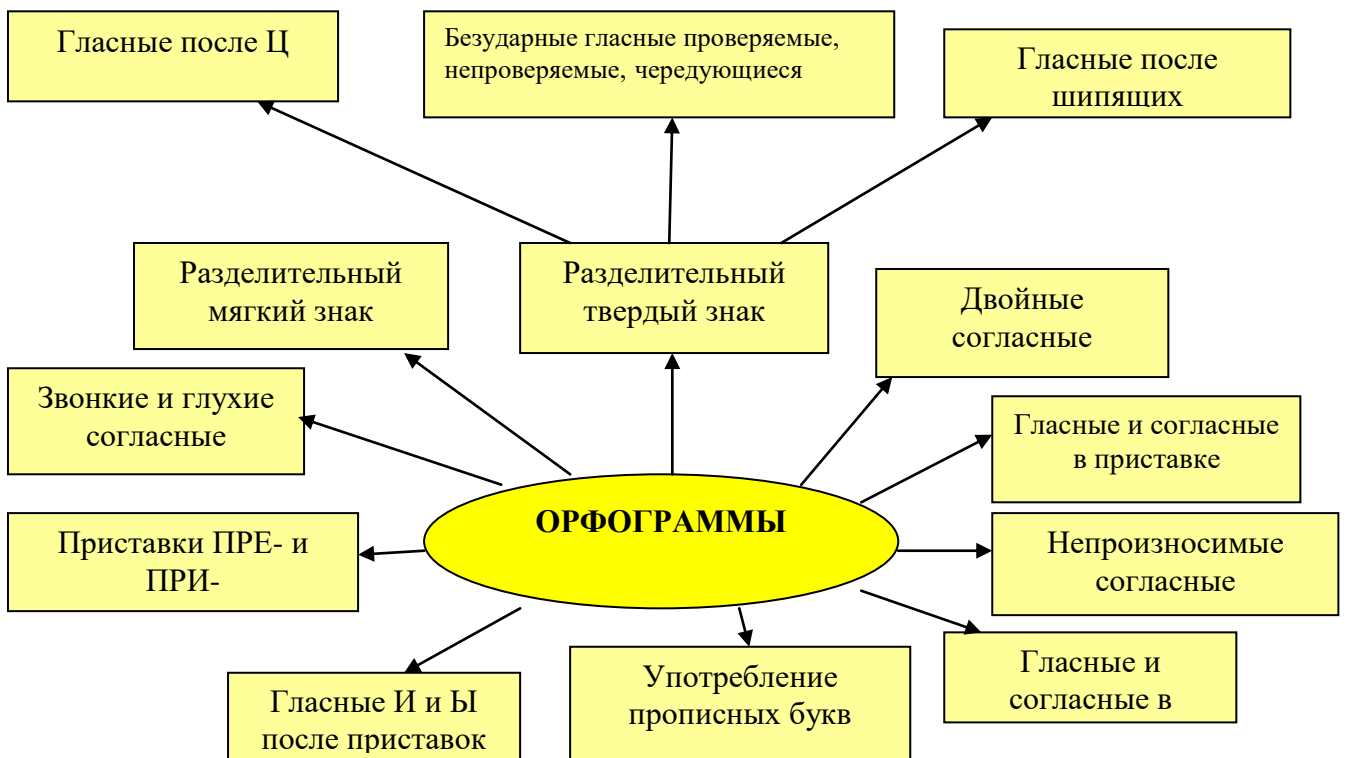 Гласные после Ц
Безударные гласные проверяемые,
непроверяемые, чередующиеся
Гласные после
шипящих
Разделительный
мягкий знак
Разделительный
твердый знак
Двойные
согласные
Звонкие и глухие
согласные
Гласные и согласные
в приставке
ОРФОГРАММЫ
Приставки ПРЕ- и
ПРИ-
Непроизносимые
согласные
Гласные И и Ы
после приставок
Употребление
прописных букв
Гласные и
согласные в